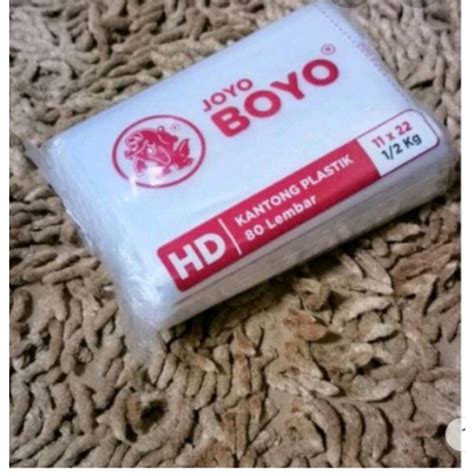 JOYO
BOYO®
HD
KANTONG PLASTIK
80 Lembar
11 x 22
1/2 Kg